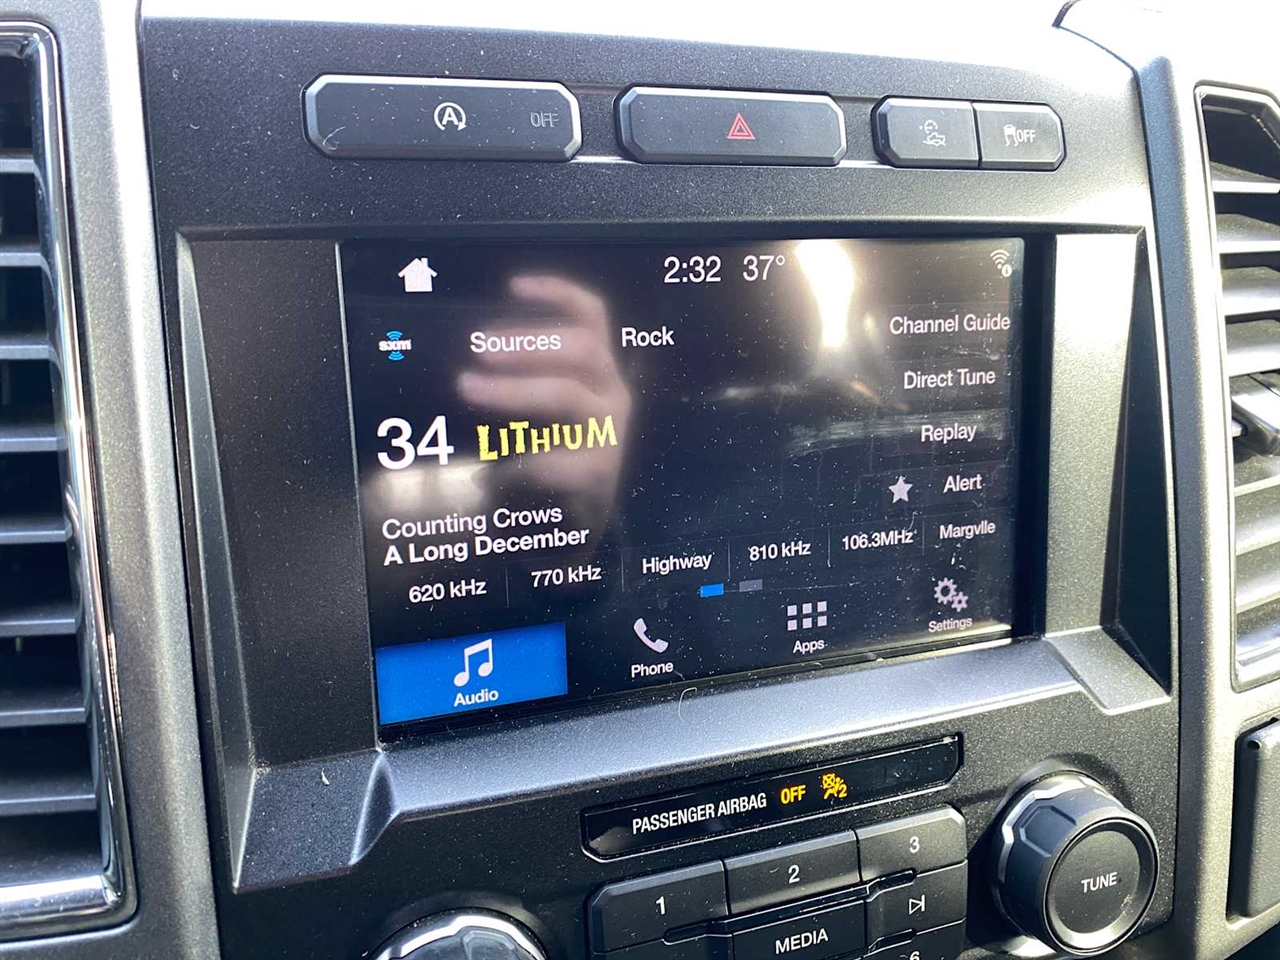 A OFF
OFF
2:32 37°
sxm Sources Rock
Channel Guide
Direct Tune
34 LITHIUM
Replay
Alert
Counting Crows
A Long December
620 kHz 770 kHz Highway 810 kHz 106.3MHz Margvlle
Audio Phone Apps Settings
PASSENGER AIRBAG OFF 2
1 2 3
MEDIA
6
TUNE